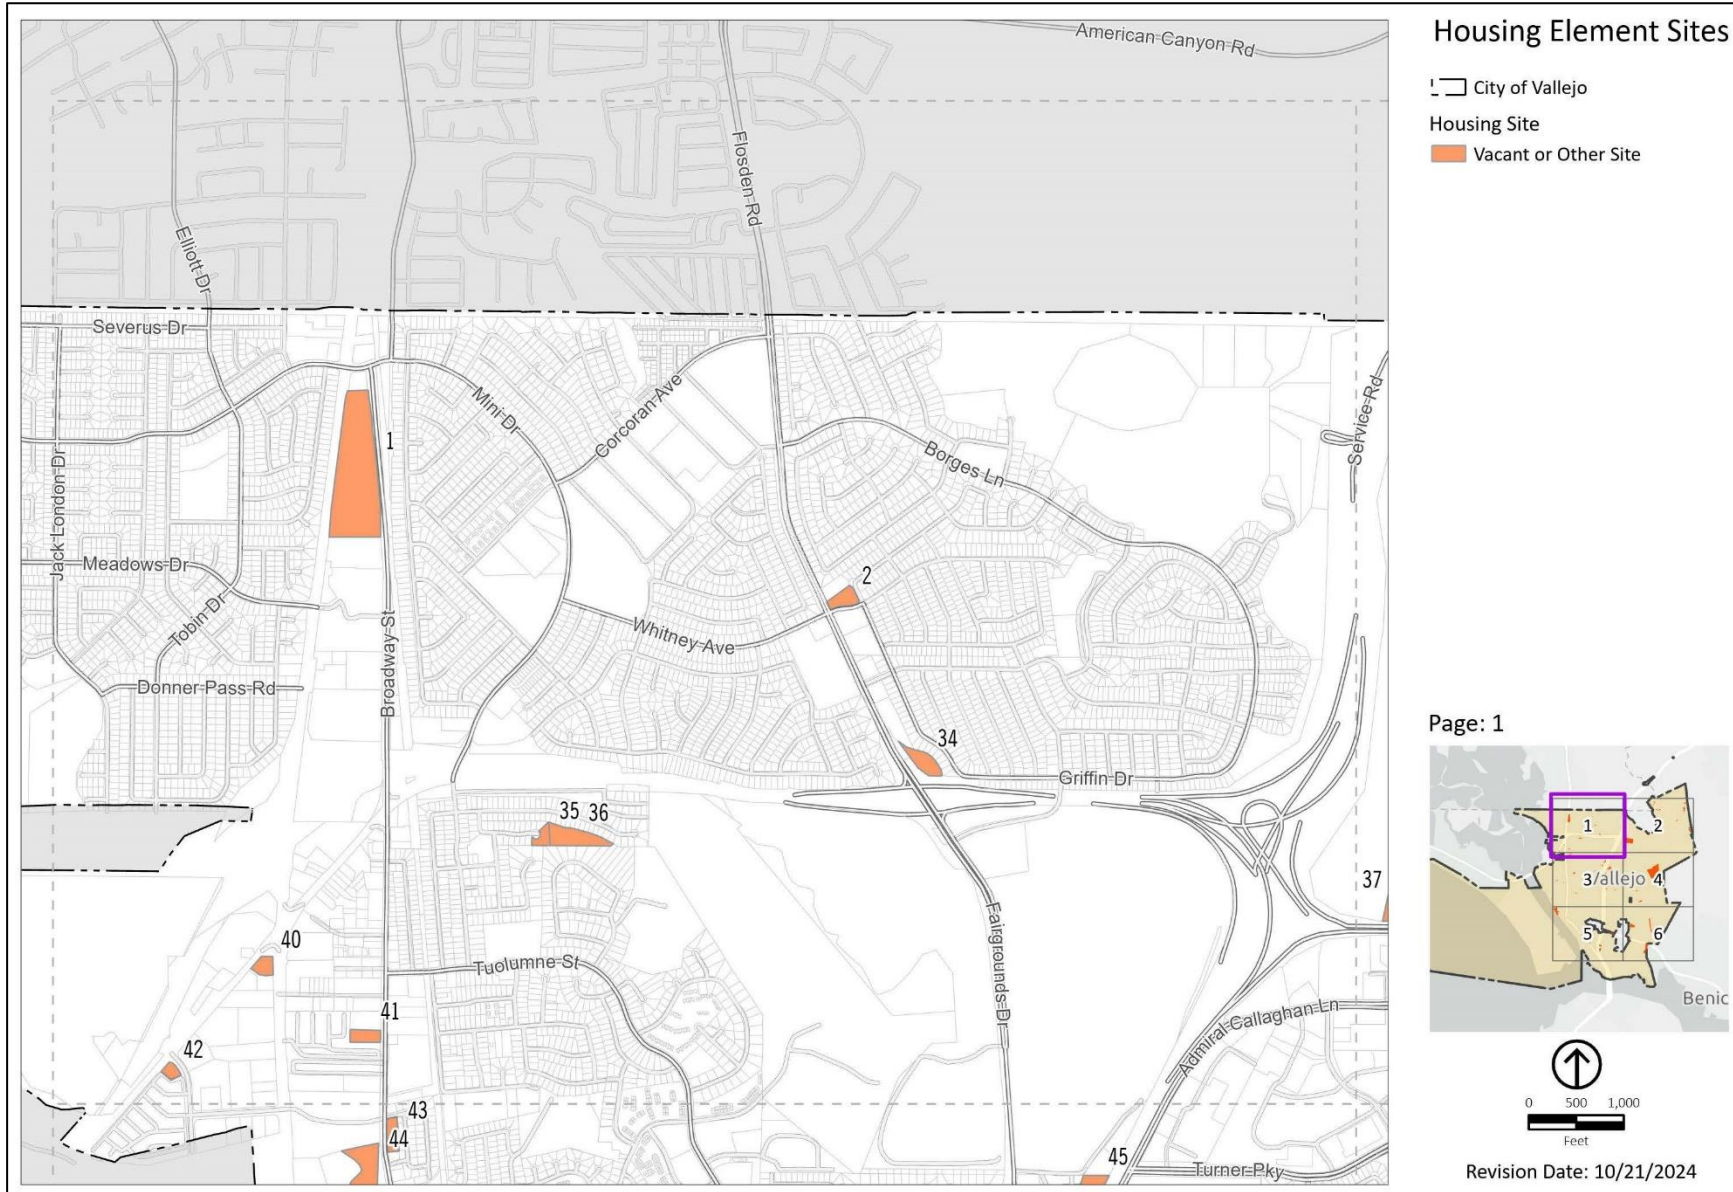 Housing Element Sites
City of Vallejo
Housing Site
Vacant or Other Site
American Canyon Rd
Flosden Rd
Elliott Dr
Severus Dr
Mini Dr
Corcoran Ave
Service Rd
1
Borges Ln
Jack London Dr
Meadows Dr
2
Tobin Dr
Whitney Ave
Broadway St
Donner Pass Rd
34
Griffin Dr
35 36
37
40
Fairgrounds Dr
Tuolumne St
41
Admiral Callaghan Ln
42
43
44
45
Turner Pky
Page: 1
1
2
3
Vallejo
4
5
6
Benic
0 500 1,000
Feet
Revision Date: 10/21/2024